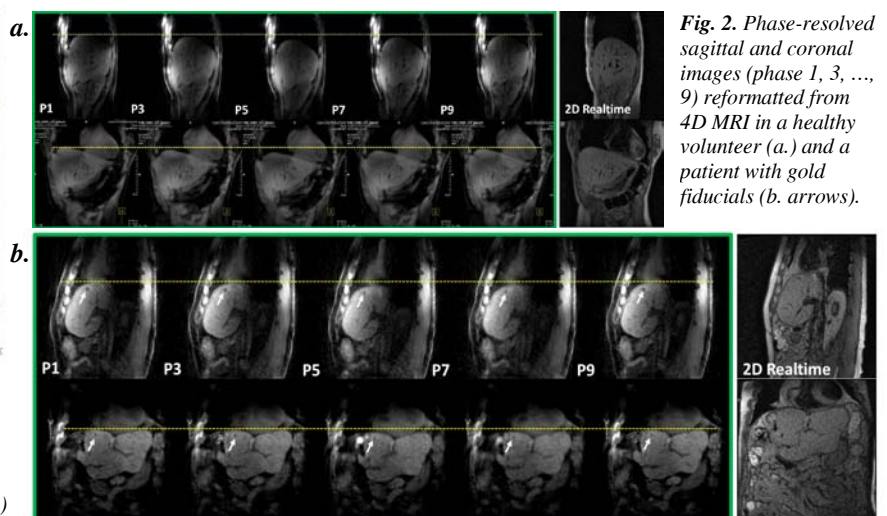 a.
P1
P3
P5
P7
P9
2D Realtime
Fig. 2. Phase-resolved
sagittal and coronal
images (phase 1, 3, ...,
9) reformatted from
4D MRI in a healthy
volunteer (a.) and a
patient with gold
fiducials (b. arrows).
b.
P1
P3
P5
P7
P9
2D Realtime
)